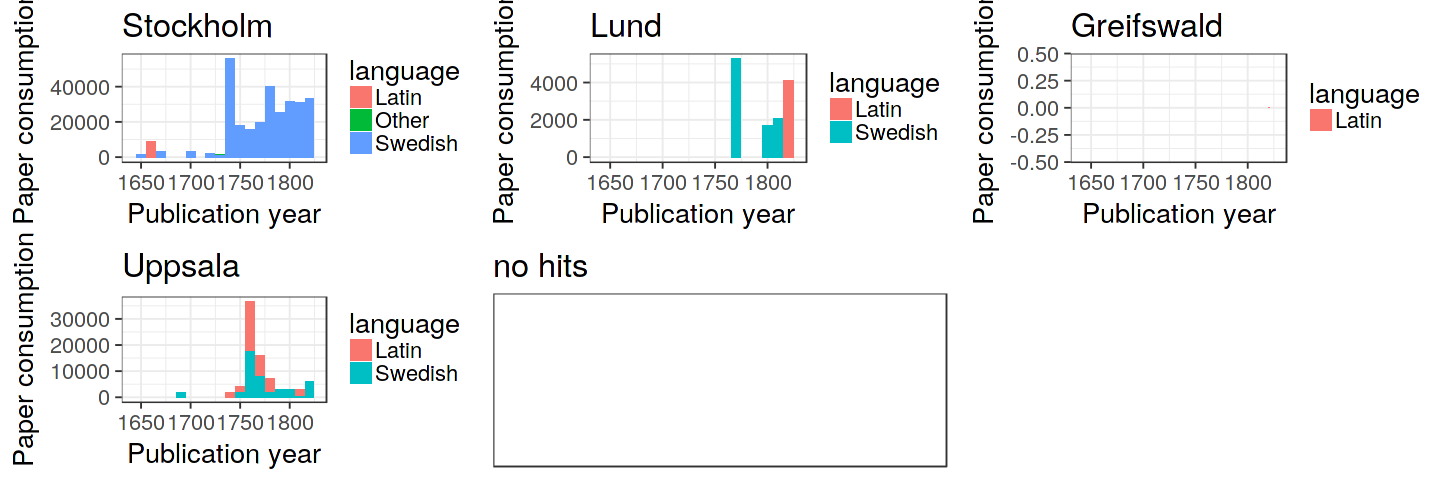 Stockholm
Paper consumption
40000
20000
0
1650 1700 1750 1800
Publication year
language
Latin
Other
Swedish
Lund
Paper consumption
4000
2000
0
1650 1700 1750 1800
Publication year
language
Latin
Swedish
Greifswald
Paper consumption
0.50
0.25
0.00
-0.25
-0.50
1650 1700 1750 1800
Publication year
language
Latin
Uppsala
Paper consumption
30000
20000
10000
0
1650 1700 1750 1800
Publication year
language
Latin
Swedish
no hits